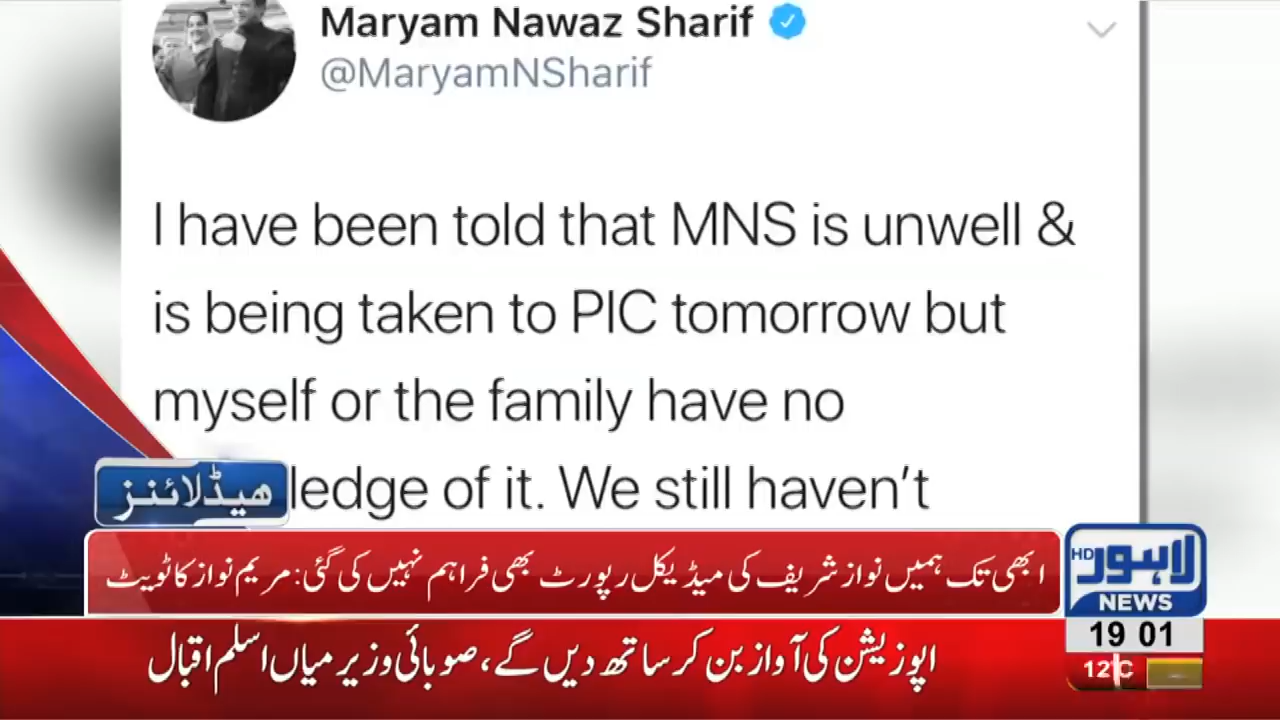 Maryam Nawaz Sharif
@MaryamNSharif
I have been told that MNS is unwell &
is being taken to PIC tomorrow but
myself or the family have no
ledge of it. We still haven't
ھیڈلائنز
ابھی تک ہمیں نواز شریف کی میڈیکل رپورٹ بھی فراہم نہیں کی گئی: مریم نواز کا ٹویٹ
HD لاہور
NEWS
19 01
12°C
اپوزیشن کی آواز بن کر ساتھ دیں گے، صوبائی وزیر میاں اسلم اقبال